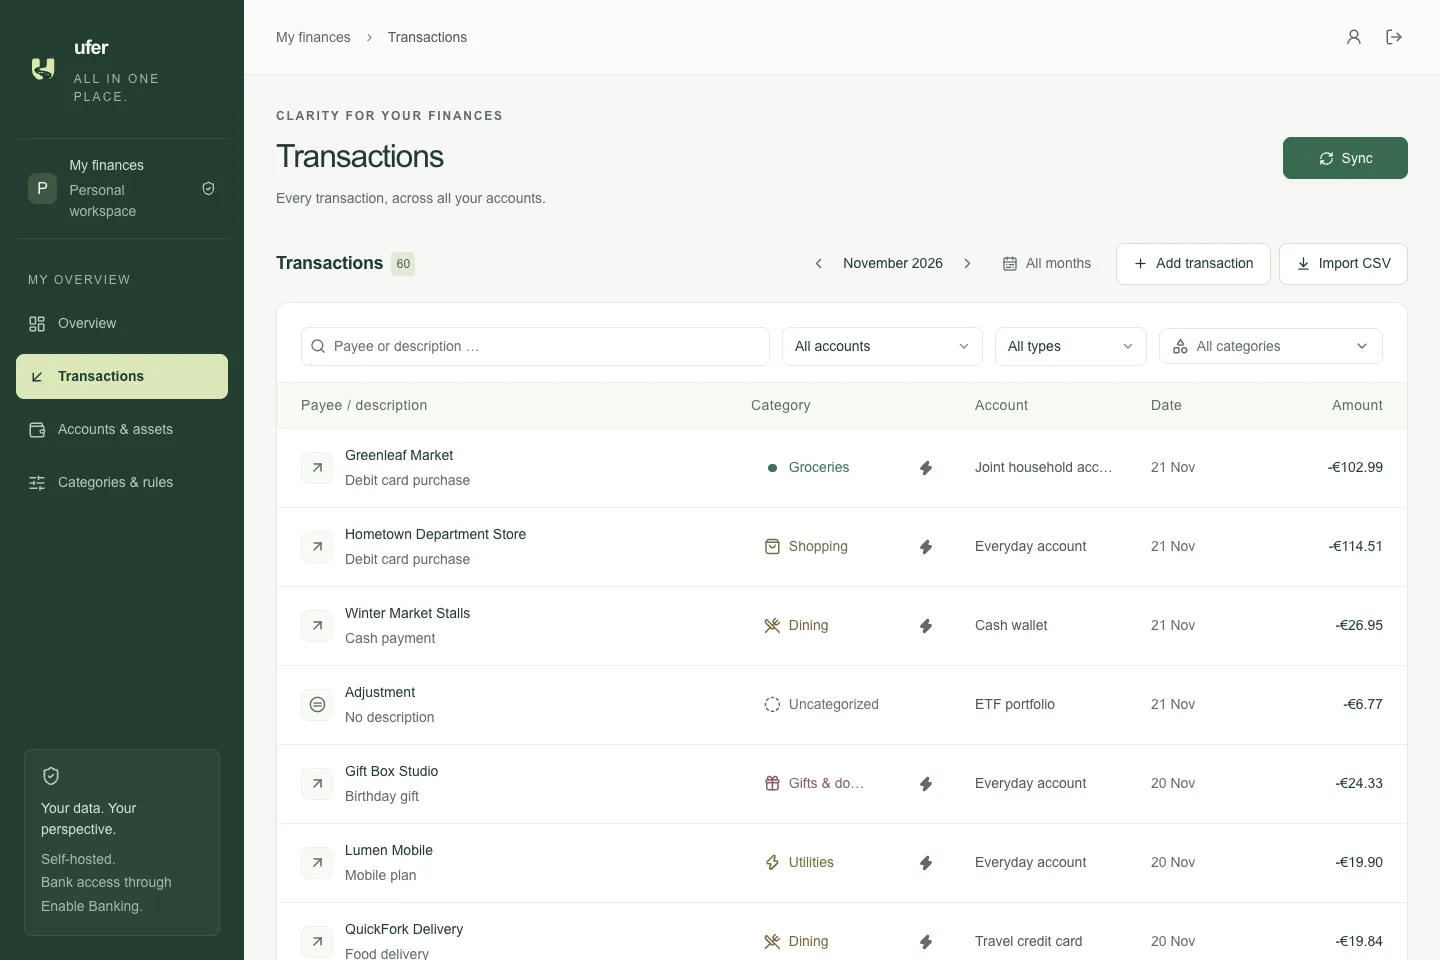 ufer
ALL IN ONE
PLACE.
P
My finances
Personal
workspace
MY OVERVIEW
Overview
Transactions
Accounts & assets
Categories & rules
Your data. Your
perspective.
Self-hosted.
Bank access through
Enable Banking.
My finances
Transactions
CLARITY FOR YOUR FINANCES
Transactions
Sync
Every transaction, across all your accounts.
Transactions 60
November 2026
All months
Add transaction
Import CSV
Payee or description …
All accounts
All types
All categories
Payee / description Category Account Date Amount
Greenleaf Market
Debit card purchase
Groceries Joint household acc… 21 Nov -€102.99
Hometown Department Store
Debit card purchase
Shopping Everyday account 21 Nov -€114.51
Winter Market Stalls
Cash payment
Dining Cash wallet 21 Nov -€26.95
Adjustment
No description
Uncategorized ETF portfolio 21 Nov -€6.77
Gift Box Studio
Birthday gift
Gifts & do… Everyday account 20 Nov -€24.33
Lumen Mobile
Mobile plan
Utilities Everyday account 20 Nov -€19.90
QuickFork Delivery
Food delivery
Dining Travel credit card 20 Nov -€19.84